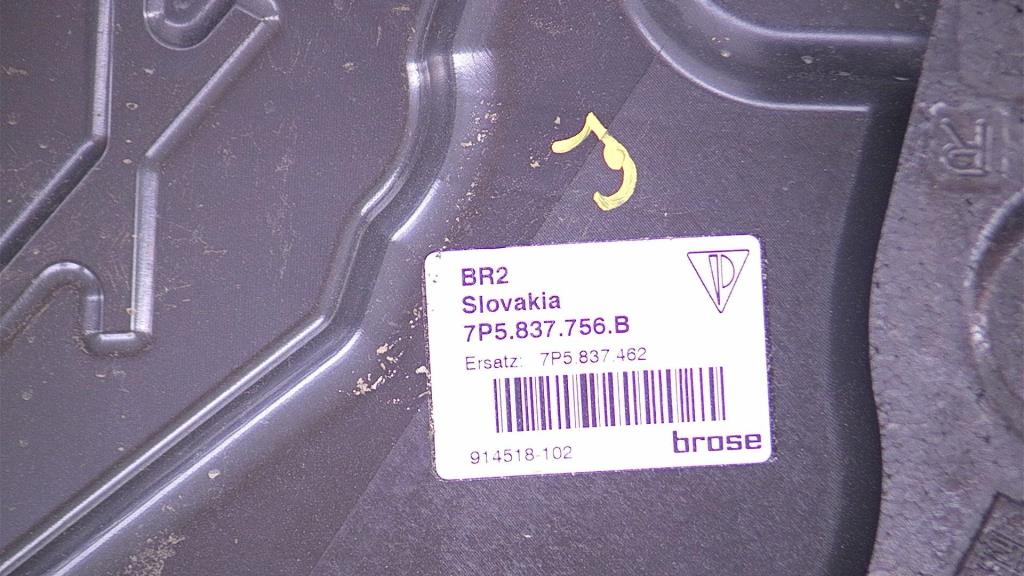 BR2
Slovakia
7P5.837.756.B
Ersatz: 7P5.837.462
914518-102
brose
R